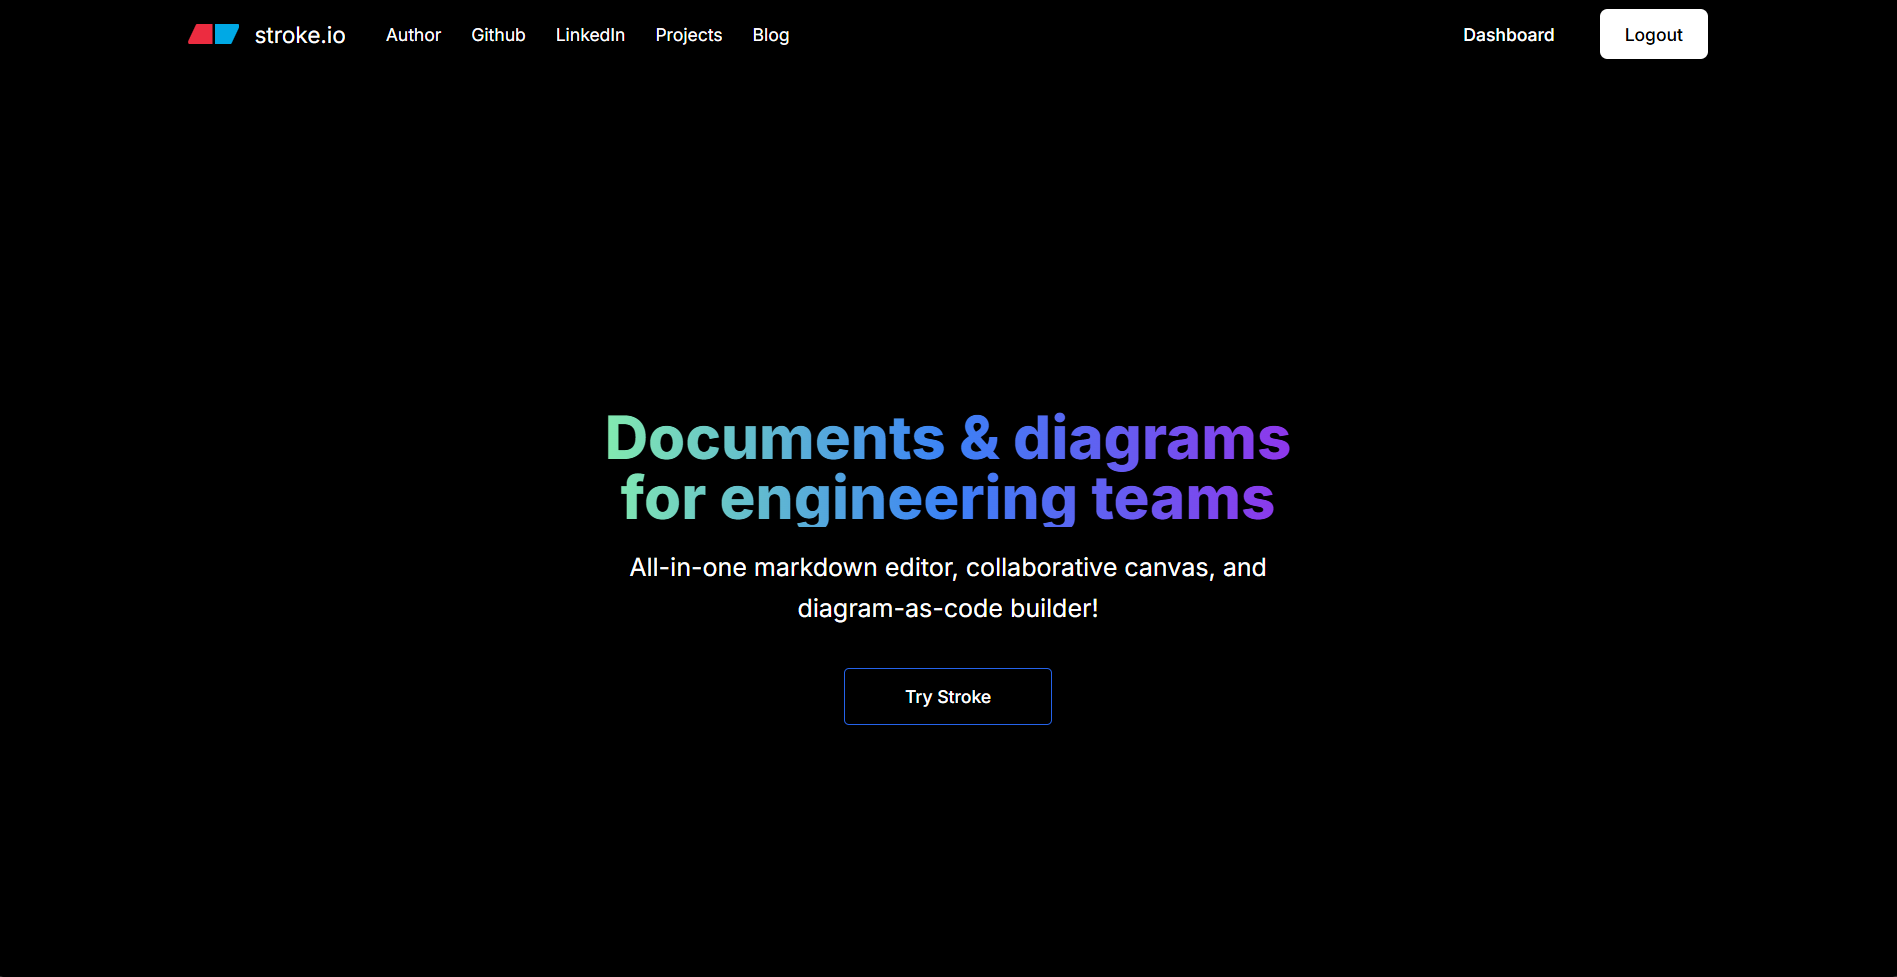 stroke.io
Author
Github
LinkedIn
Projects
Blog
Dashboard
Logout
Documents & diagrams
for engineering teams
All-in-one markdown editor, collaborative canvas, and
diagram-as-code builder!
Try Stroke